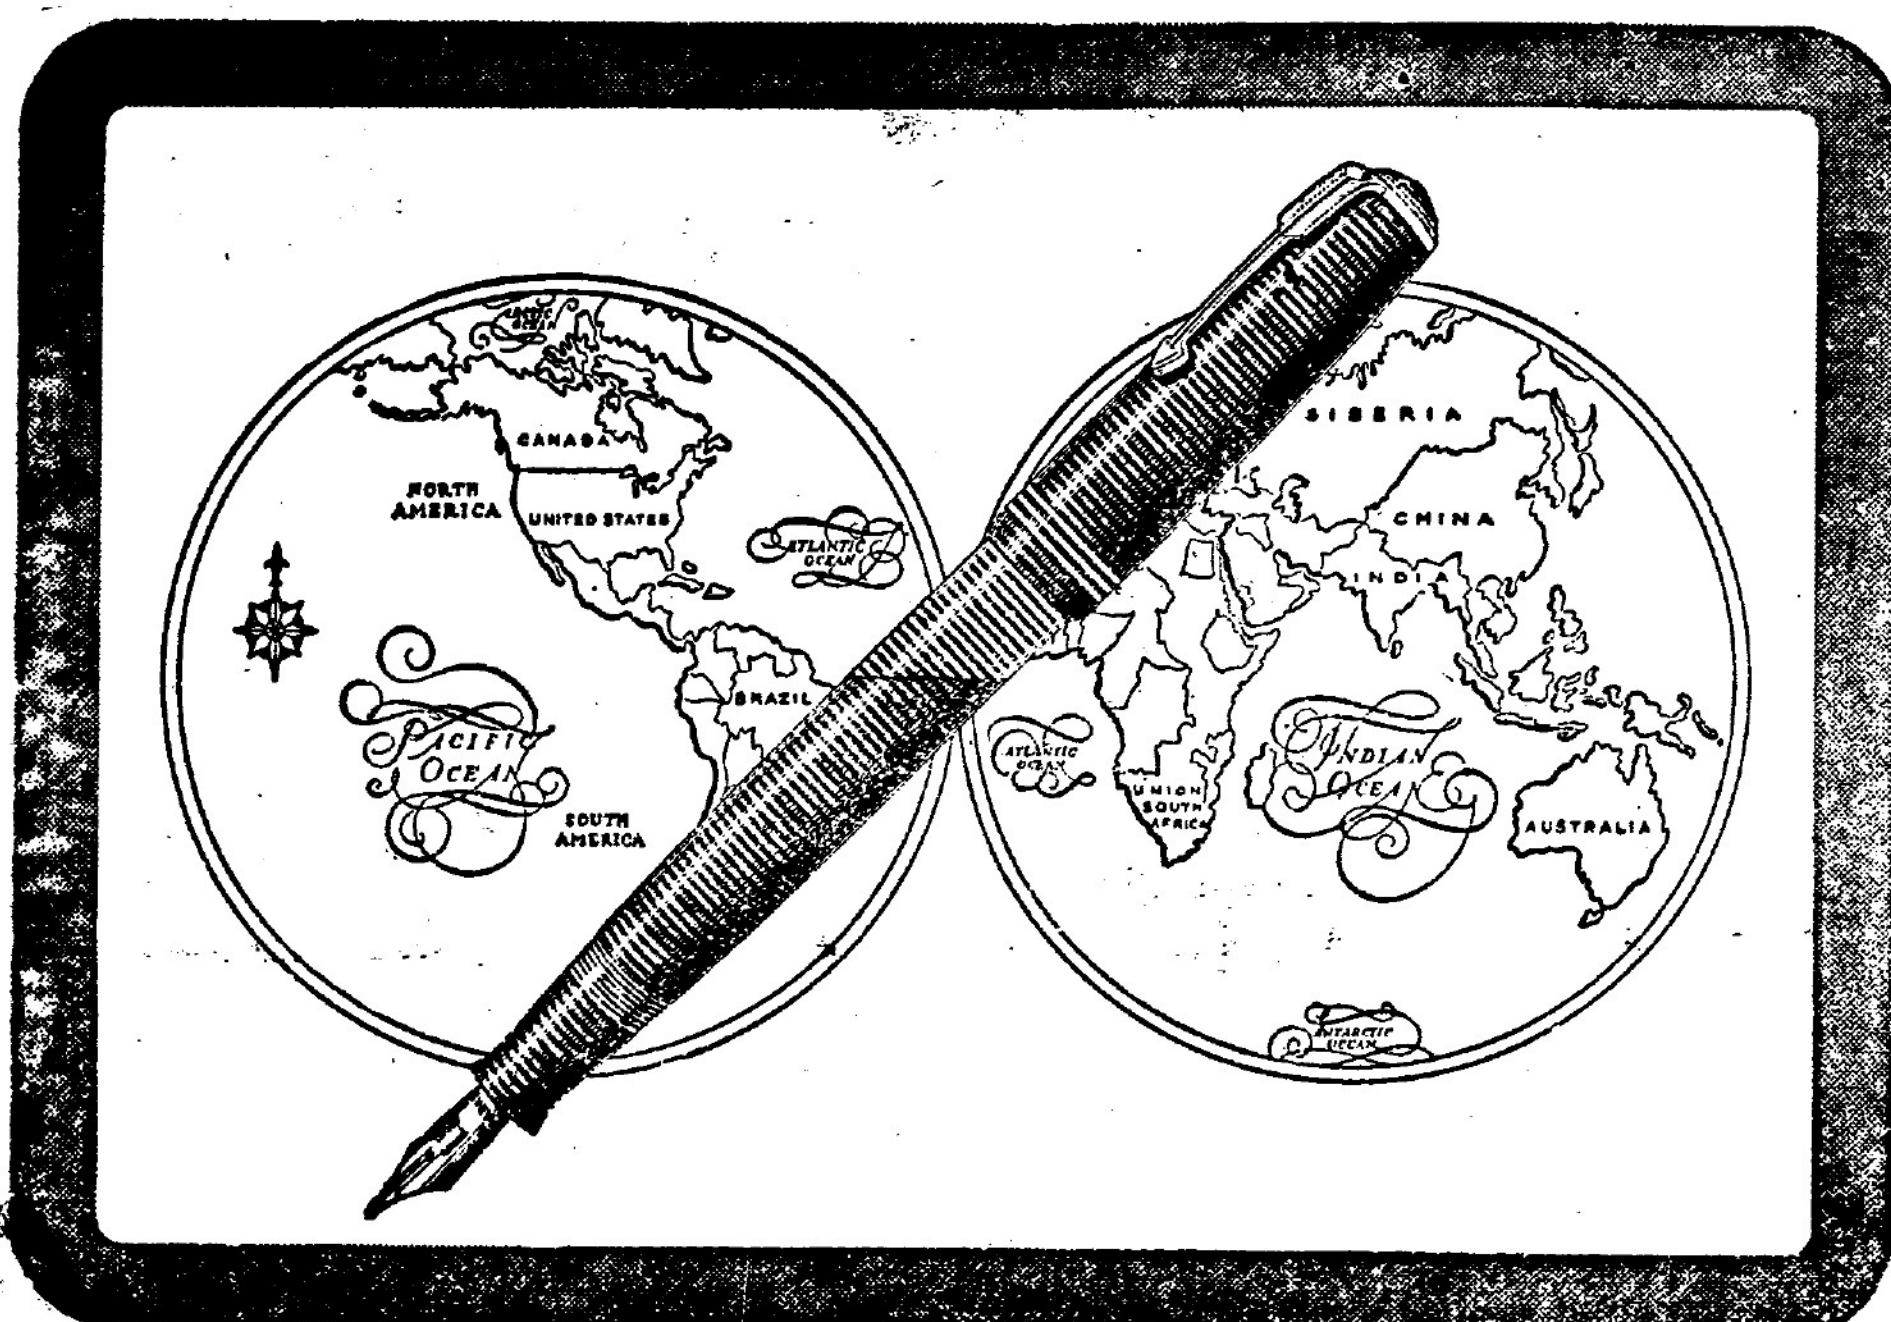 ARCTIC
OCEAN
CANADA
NORTH
AMERICA
UNITED STATES
ATLANTIC
OCEAN
BRAZIL
PACIFIC
OCEAN
SOUTH
AMERICA
SIBERIA
CHINA
INDIA
ATLANTIC
OCEAN
INDIAN
OCEAN
UNION
SOUTH
AFRICA
AUSTRALIA
ANTARCTIC
OCEAN